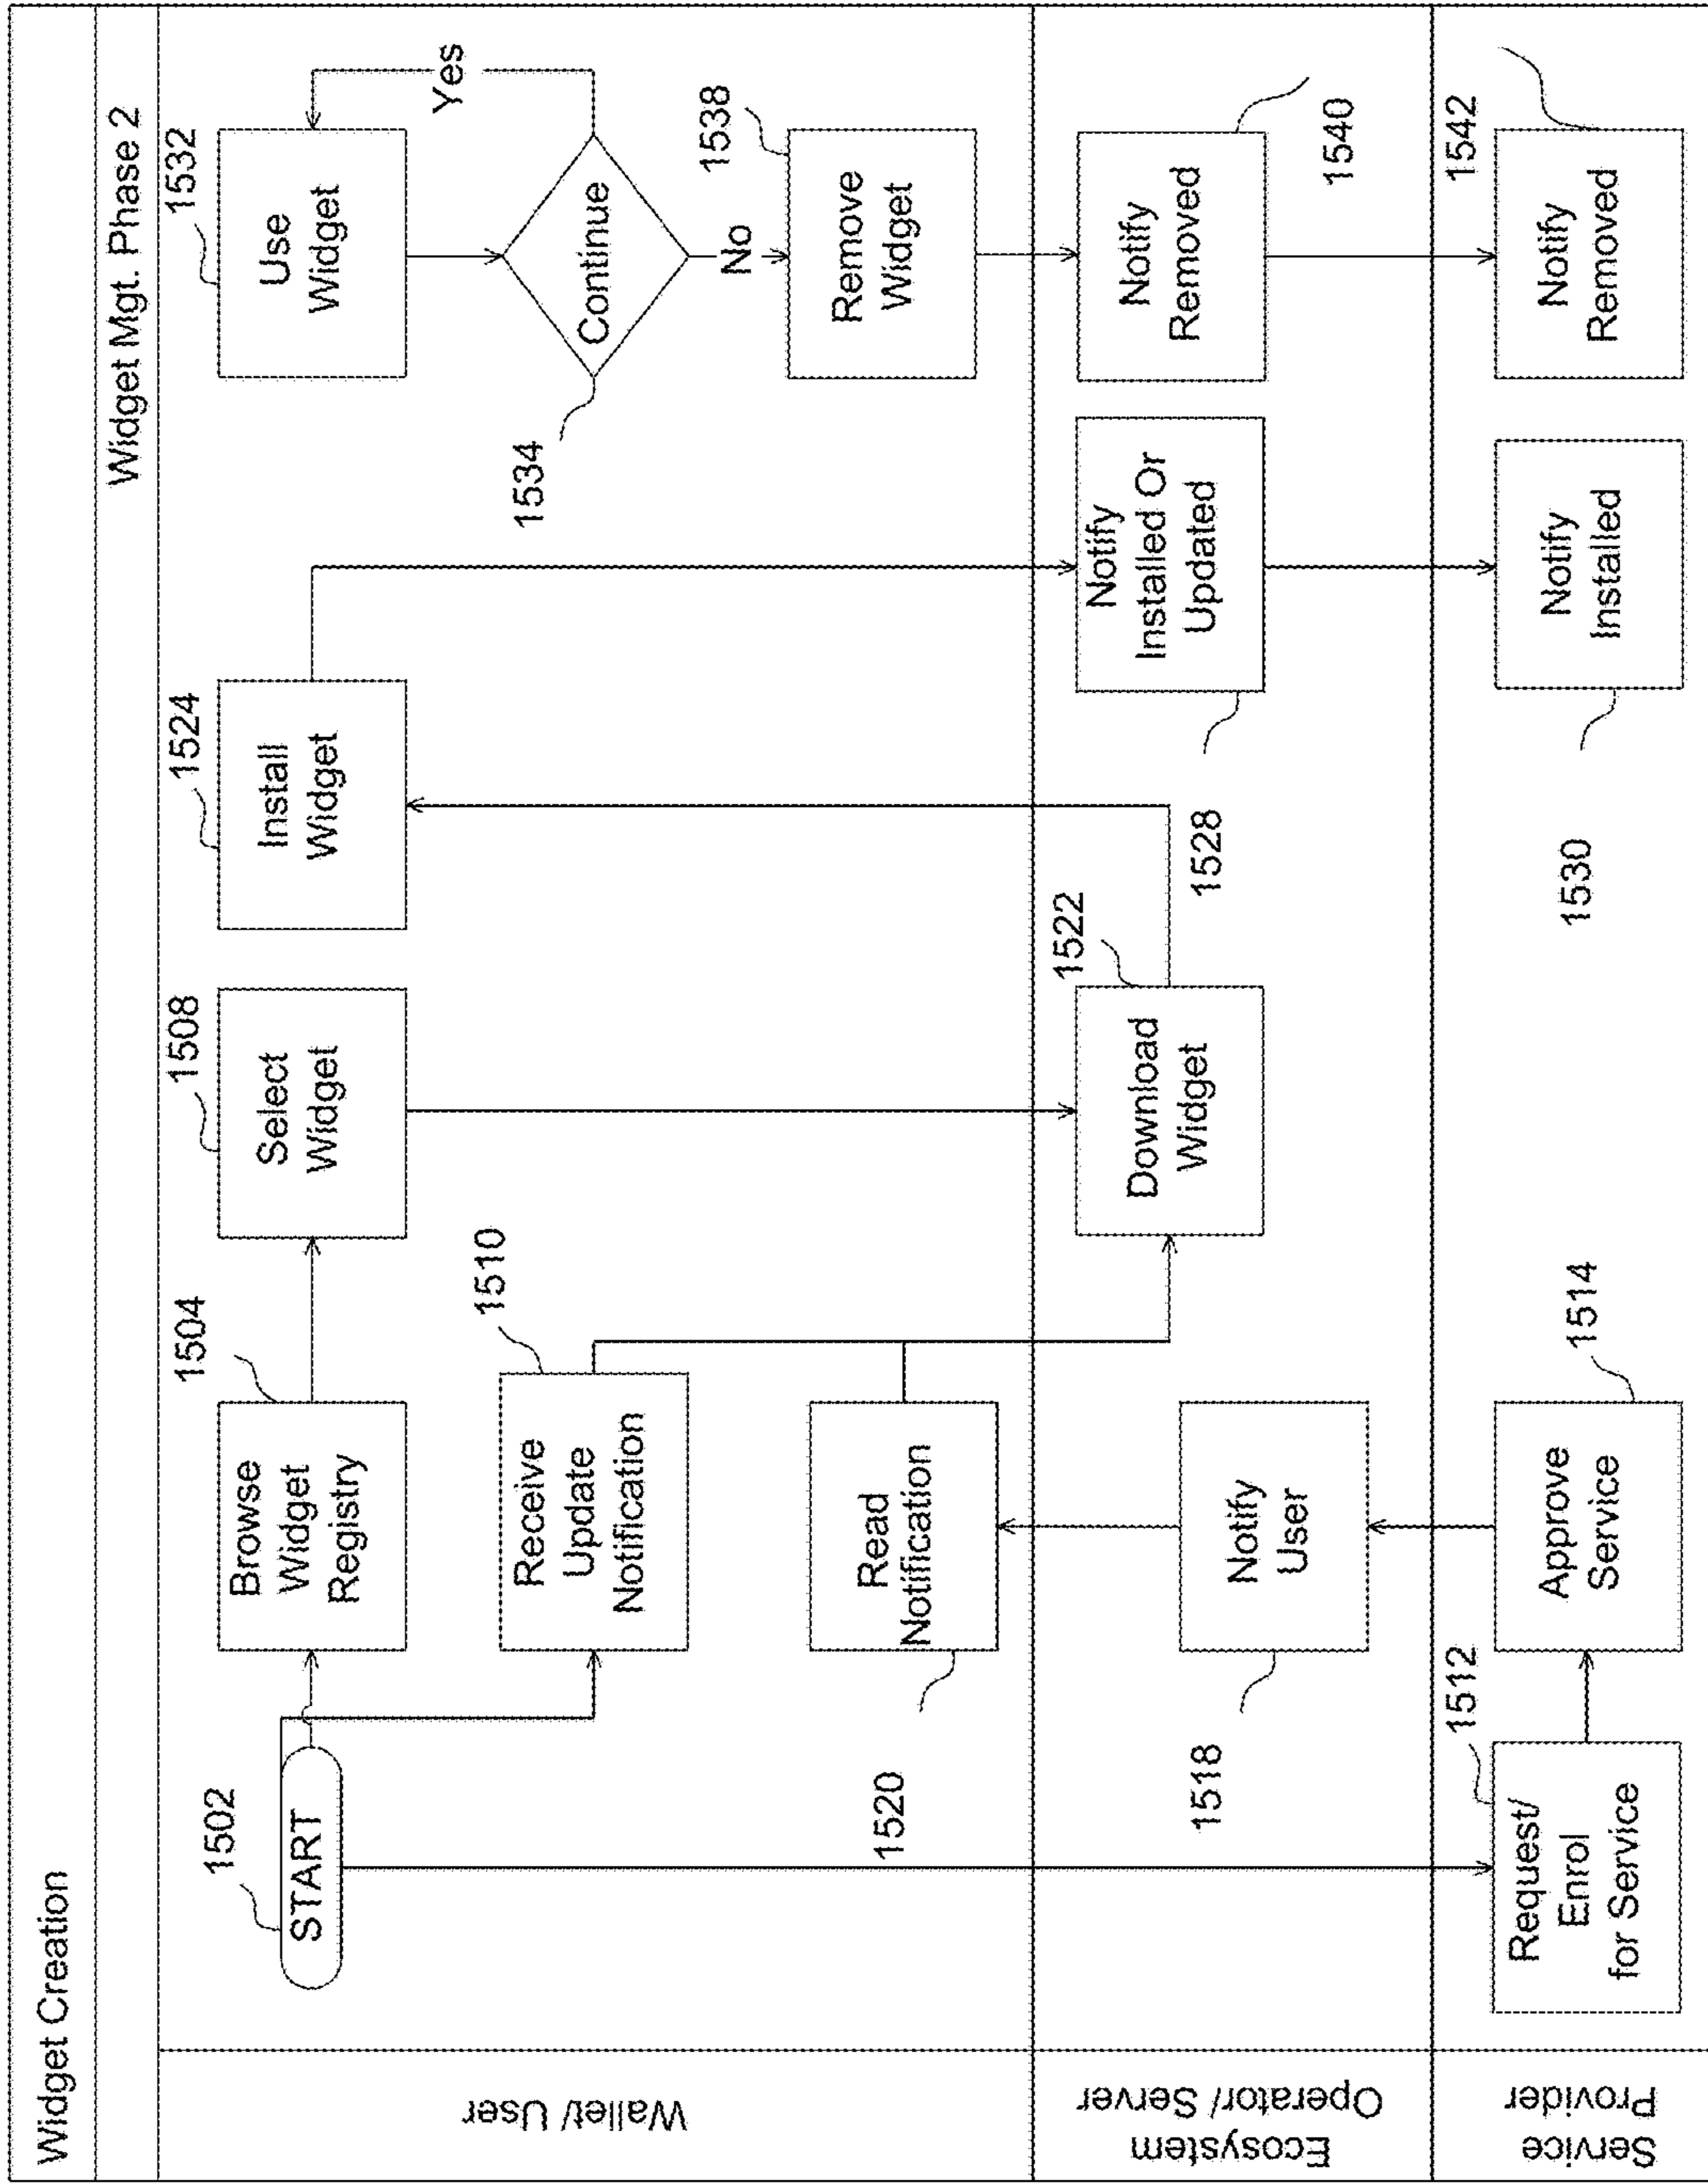 Widget Creation
Widget Mgt. Phase 2
Wallet/ User
1502
START
1504
Browse
Widget
Registry
1508
Select
Widget
1524
Install
Widget
1532
Use
Widget
Yes
1510
Receive
Update
Notification
1534
Continue
No
1520
Read
Notification
1538
Remove
Widget
Ecosystem
Operator/ Server
1518
Notify
User
1522
Download
Widget
1528
Notify
Installed Or
Updated
1540
Notify
Removed
Service
Provider
1512
Request/
Enrol
for Service
1514
Approve
Service
1530
Notify
Installed
1542
Notify
Removed